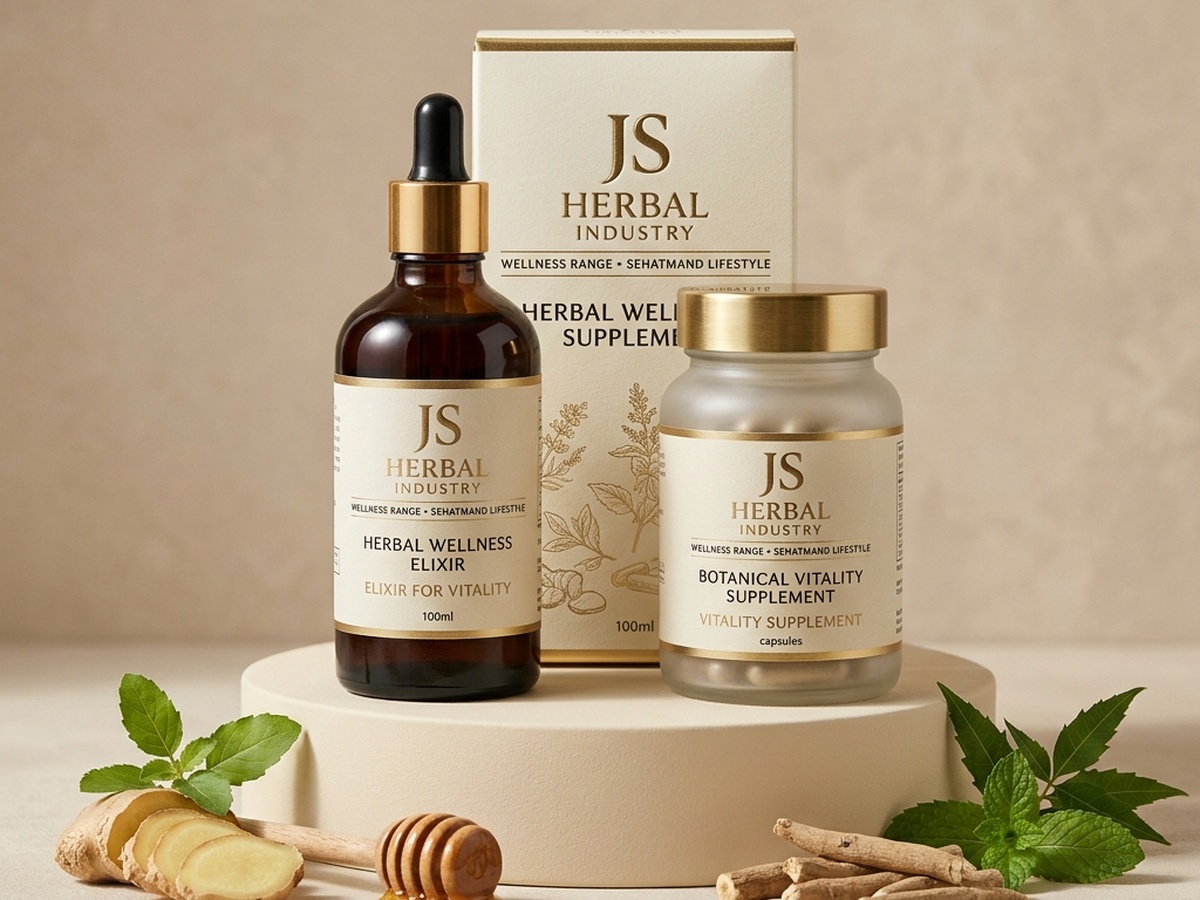 JS
HERBAL
INDUSTRY
WELLNESS RANGE • SEHATMAND LIFESTYLE
HERBAL WELL
SUPPLEME
100ml
JS
HERBAL
INDUSTRY
WELLNESS RANGE • SEHATMAND LIFESTYLE
HERBAL WELLNESS
ELIXIR
ELIXIR FOR VITALITY
100ml
JS
HERBAL
INDUSTRY
WELLNESS RANGE • SEHATMAND LIFESTYLE
BOTANICAL VITALITY
SUPPLEMENT
VITALITY SUPPLEMENT
capsules